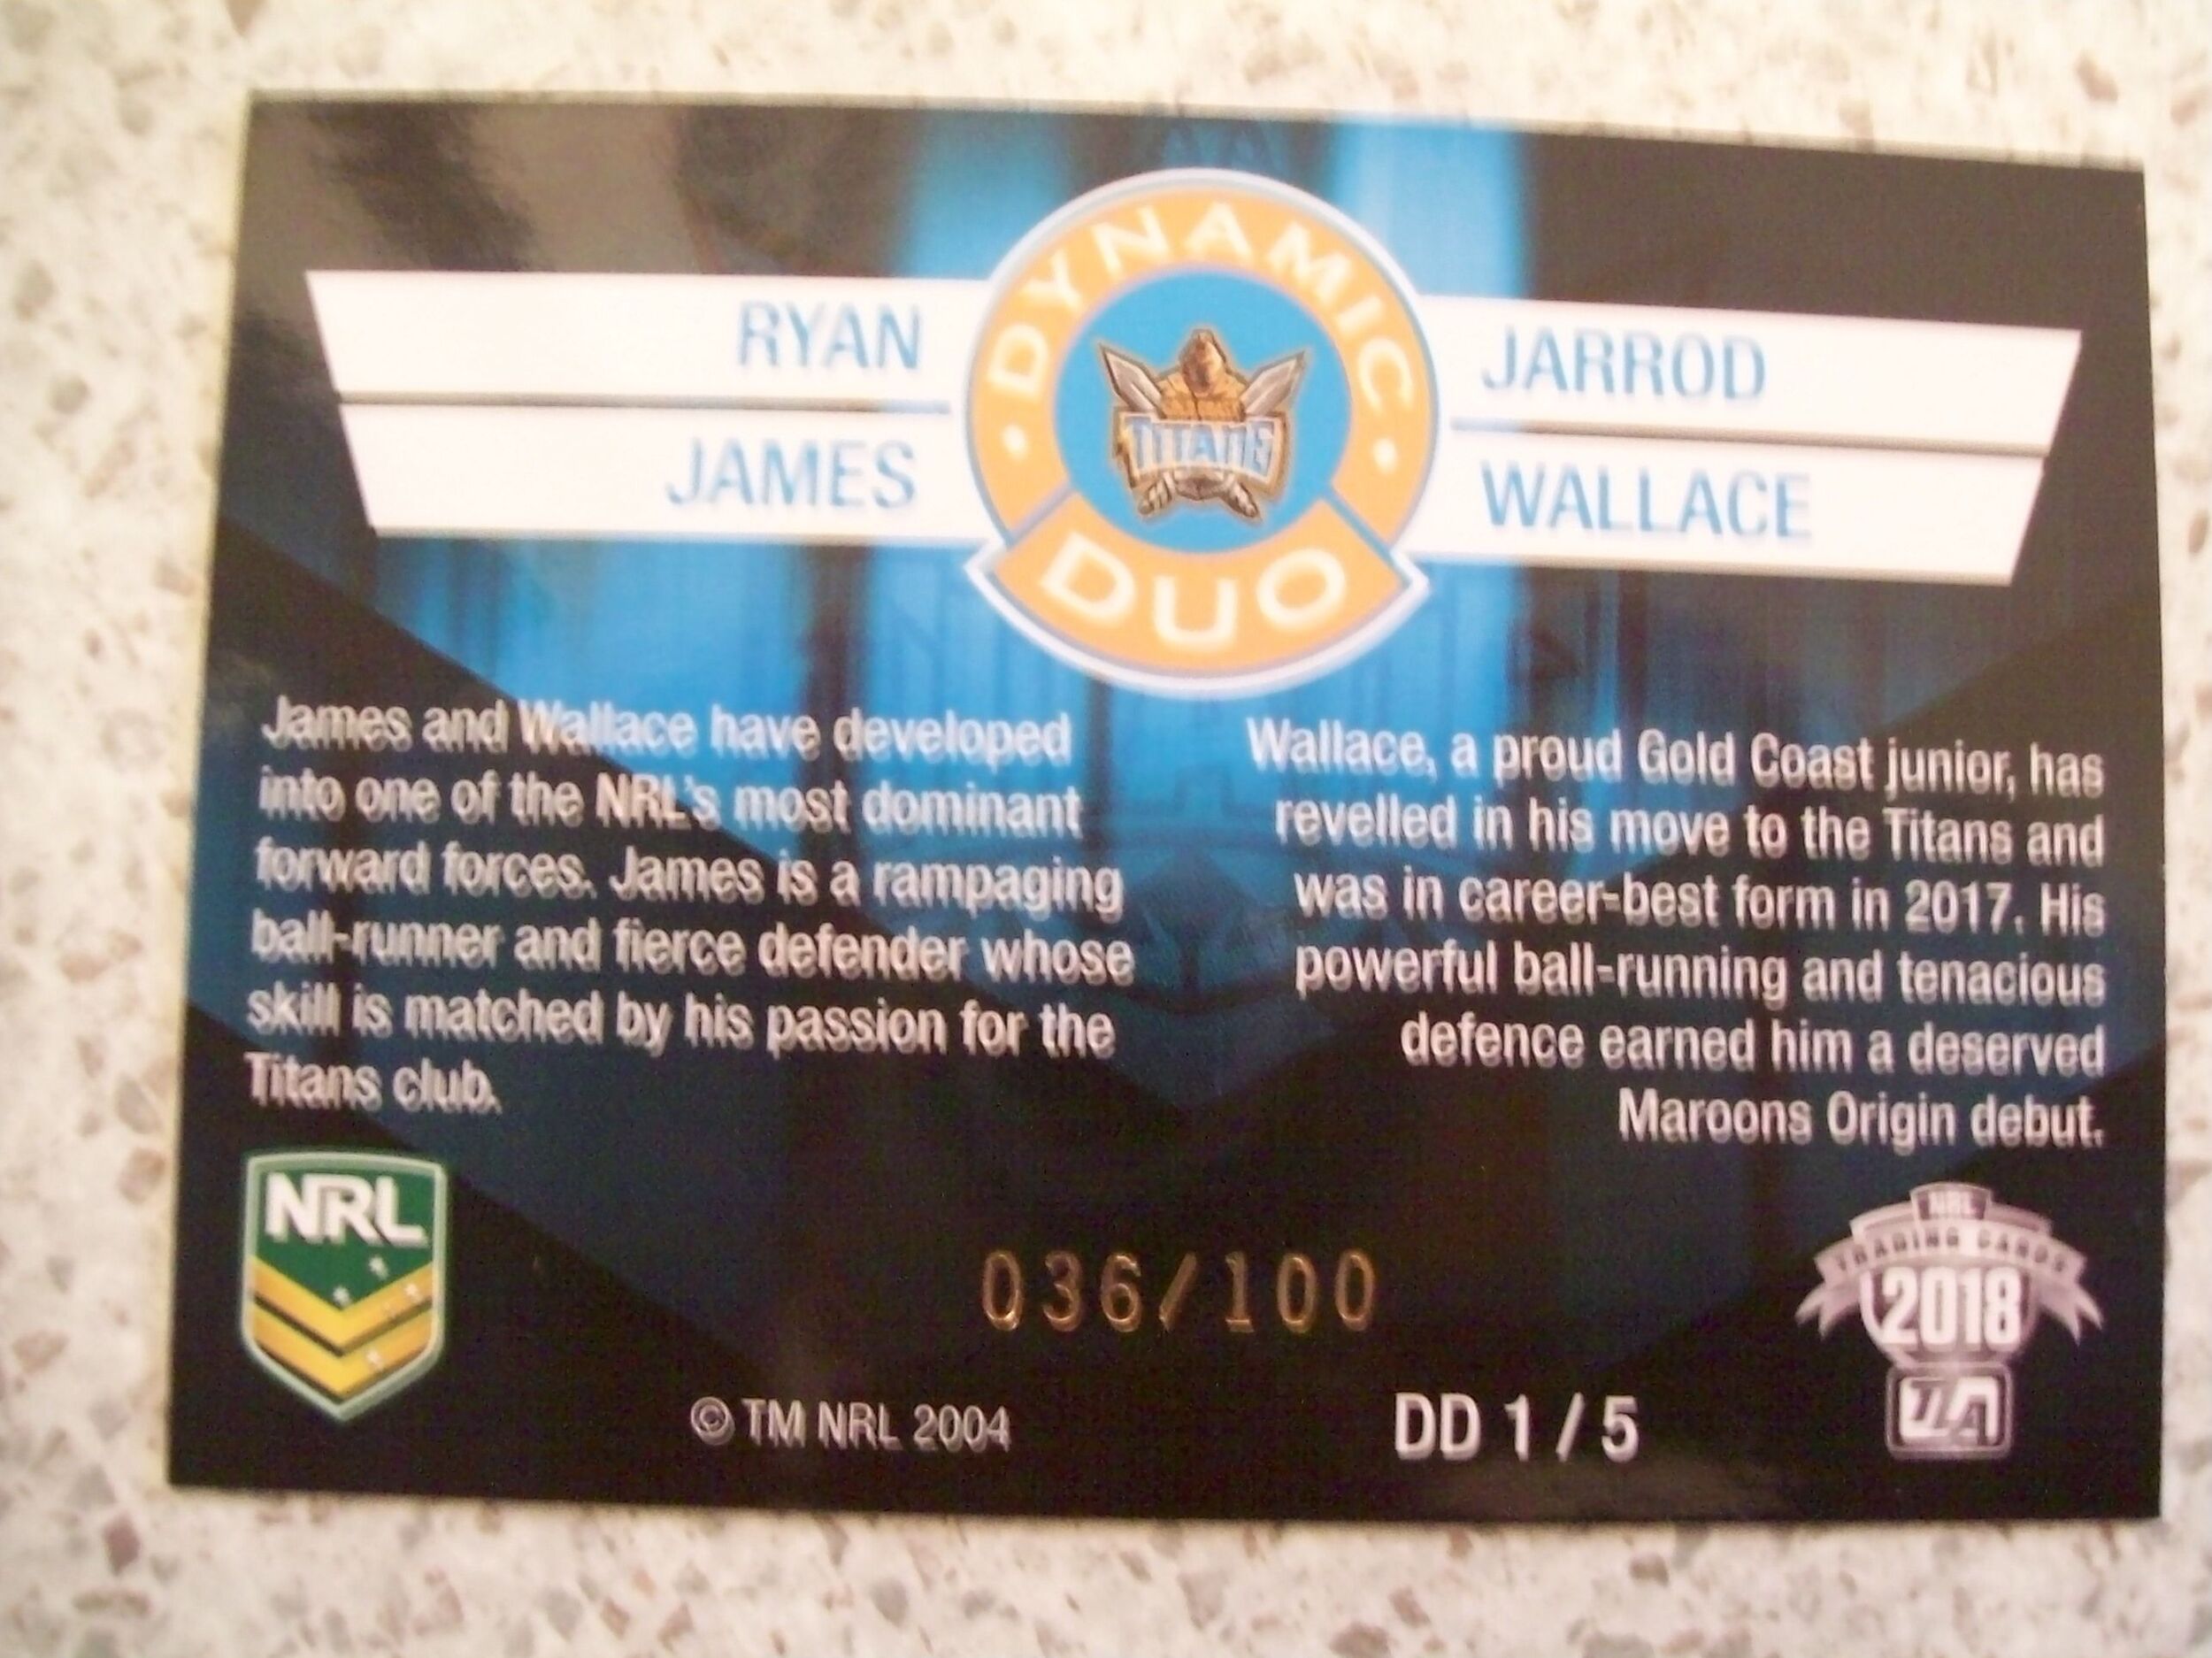 DYNAMIC
DUO
TITANS
RYAN
JAMES
JARROD
WALLACE
James and Wallace have developed
into one of the NRL's most dominant
forward forces. James is a rampaging
ball-runner and fierce defender whose
skill is matched by his passion for the
Titans club.
Wallace, a proud Gold Coast junior, has
revelled in his move to the Titans and
was in career-best form in 2017. His
powerful ball-running and tenacious
defence earned him a deserved
Maroons Origin debut.
NRL
036/100
© TM NRL 2004
DD 1 / 5
NRL
TRADING CARDS
2018
TLA